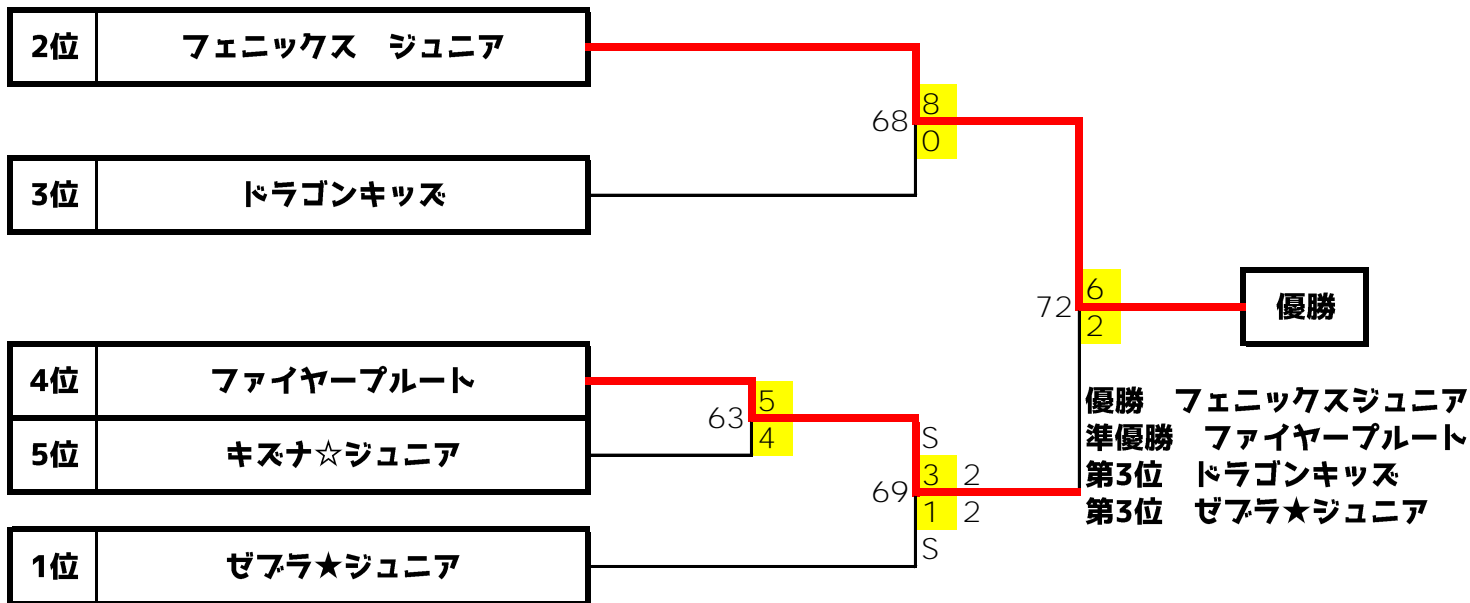 2位 フェニックス　ジュニア
8
68
0
3位 ドラゴンキッズ
6
72
優勝
2
4位 ファイヤープルート
5
63
4
5位 キズナ☆ジュニア
優勝　フェニックスジュニア
準優勝　ファイヤープルート
第3位　ドラゴンキッズ
第3位　ゼブラ★ジュニア
S
3 2
69
1 2
S
1位 ゼブラ★ジュニア